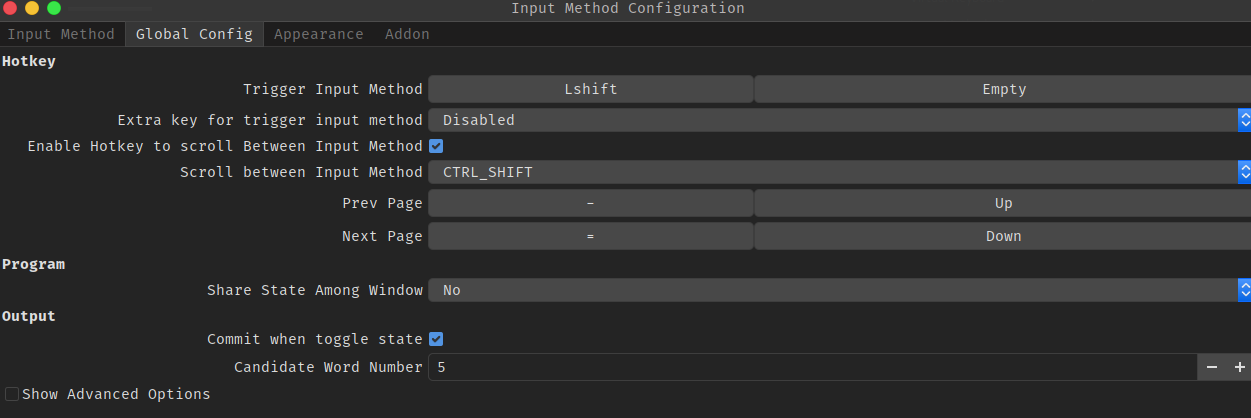 Input Method Configuration
Input Method Global Config Appearance Addon
Hotkey
Trigger Input Method Lshift Empty
Extra key for trigger input method Disabled
Enable Hotkey to scroll Between Input Method
Scroll between Input Method CTRL_SHIFT
Prev Page - Up
Next Page = Down
Program
Share State Among Window No
Output
Commit when toggle state
Candidate Word Number 5 − +
Show Advanced Options